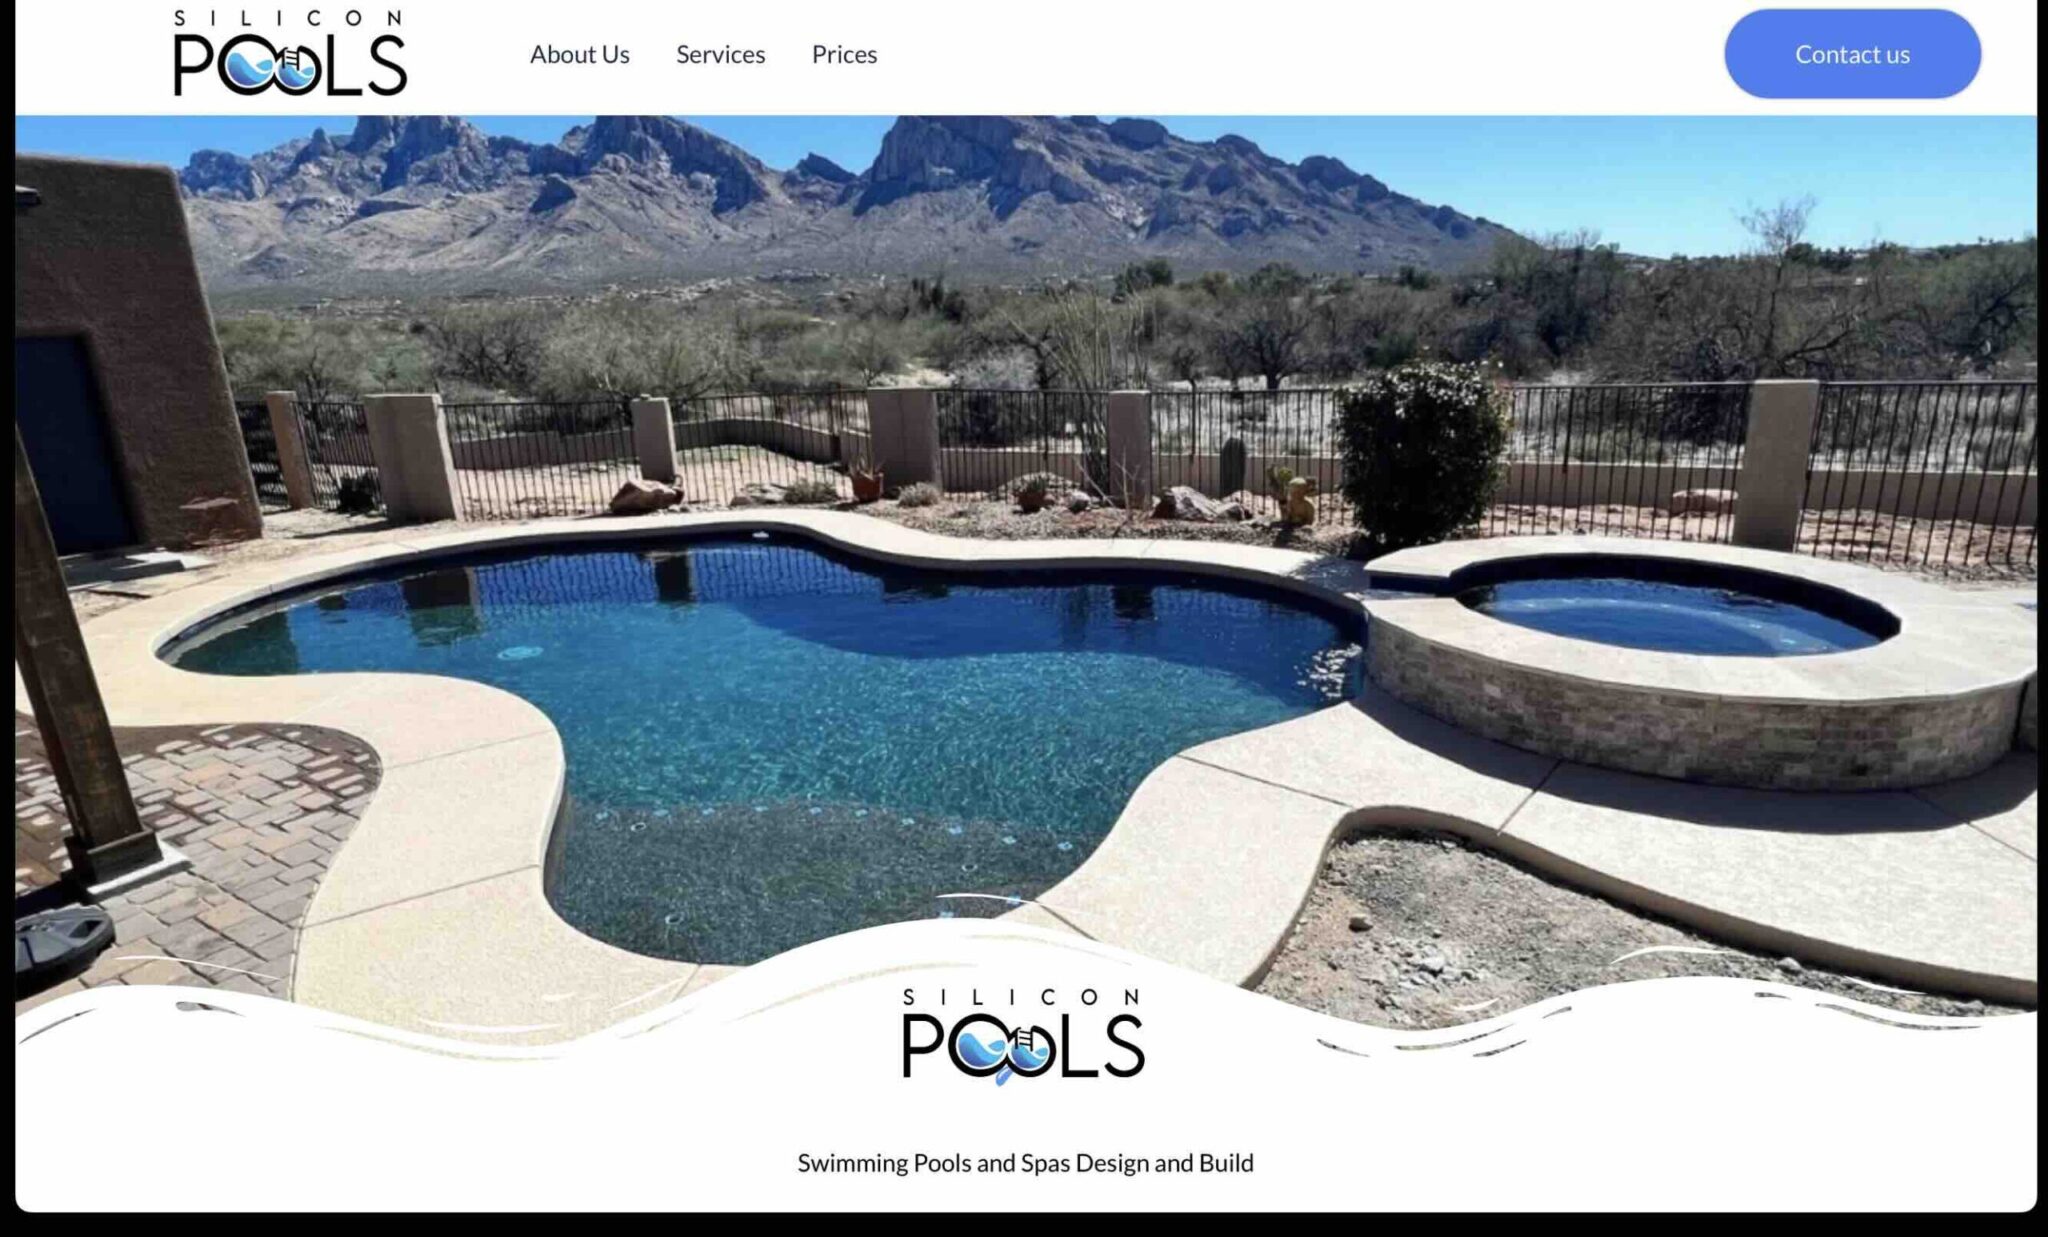 SILICON
POOLS
About Us
Services
Prices
Contact us
SILICON
POOLS
Swimming Pools and Spas Design and Build